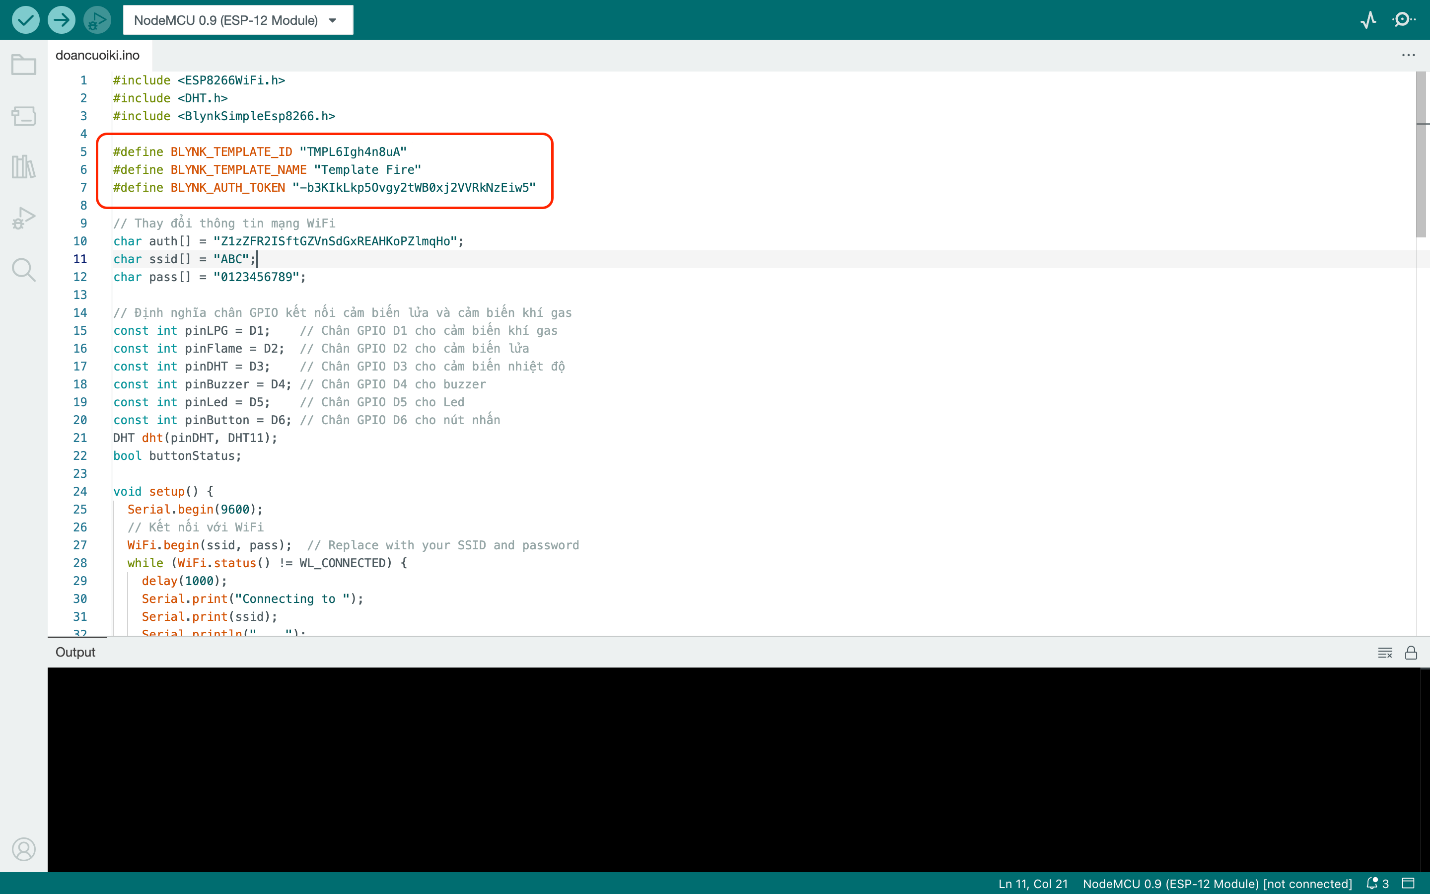 NodeMCU 0.9 (ESP-12 Module)
doancuoiki.ino
1 #include <ESP8266WiFi.h>
2 #include <DHT.h>
3 #include <BlynkSimpleEsp8266.h>
4
5 #define BLYNK_TEMPLATE_ID "TMPL6Igh4n8uA"
6 #define BLYNK_TEMPLATE_NAME "Template Fire"
7 #define BLYNK_AUTH_TOKEN "-b3KIkLkp5Ovgy2tWB0xj2VVRkNzEiw5"
8
9 // Thay đổi thông tin mạng WiFi
10 char auth[] = "Z1zZFR2ISftGZVnSdGxREAHKoPZlmqHo";
11 char ssid[] = "ABC";
12 char pass[] = "0123456789";
13
14 // Định nghĩa chân GPIO kết nối cảm biến lửa và cảm biến khí gas
15 const int pinLPG = D1;    // Chân GPIO D1 cho cảm biến khí gas
16 const int pinFlame = D2;  // Chân GPIO D2 cho cảm biến lửa
17 const int pinDHT = D3;    // Chân GPIO D3 cho cảm biến nhiệt độ
18 const int pinBuzzer = D4; // Chân GPIO D4 cho buzzer
19 const int pinLed = D5;    // Chân GPIO D5 cho Led
20 const int pinButton = D6; // Chân GPIO D6 cho nút nhấn
21 DHT dht(pinDHT, DHT11);
22 bool buttonStatus;
23
24 void setup() {
25 Serial.begin(9600);
26 // Kết nối với WiFi
27 WiFi.begin(ssid, pass);  // Replace with your SSID and password
28 while (WiFi.status() != WL_CONNECTED) {
29 delay(1000);
30 Serial.print("Connecting to ");
31 Serial.print(ssid);
32 Serial.println("
Output
Ln 11, Col 21 NodeMCU 0.9 (ESP-12 Module) [not connected] 3